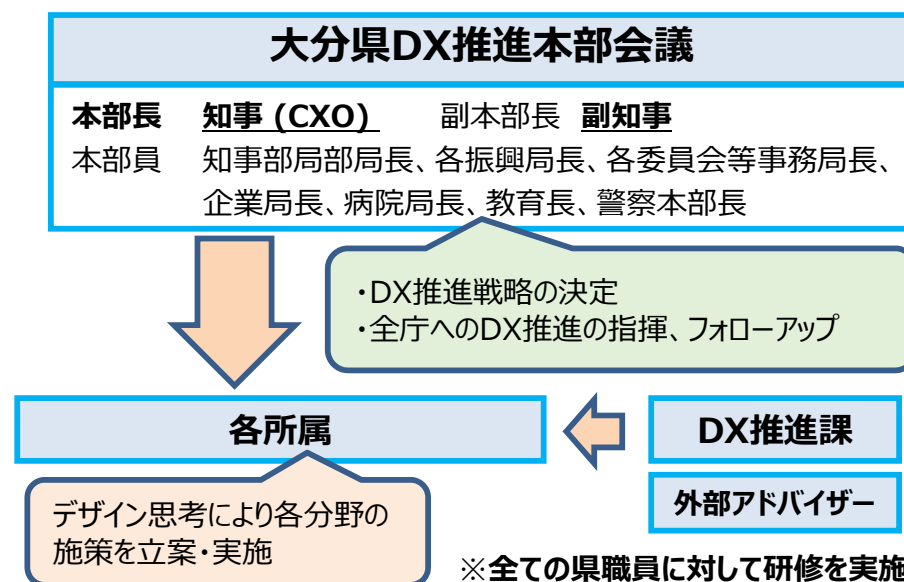 大分県DX推進本部会議
本部長 知事 (CXO) 副本部長 副知事
本部員 知事部局部局長、各振興局長、各委員会等事務局長、
企業局長、病院局長、教育長、警察本部長
・DX推進戦略の決定
・全庁へのDX推進の指揮、フォローアップ
各所属
DX推進課
外部アドバイザー
デザイン思考により各分野の
施策を立案・実施
※全ての県職員に対して研修を実施